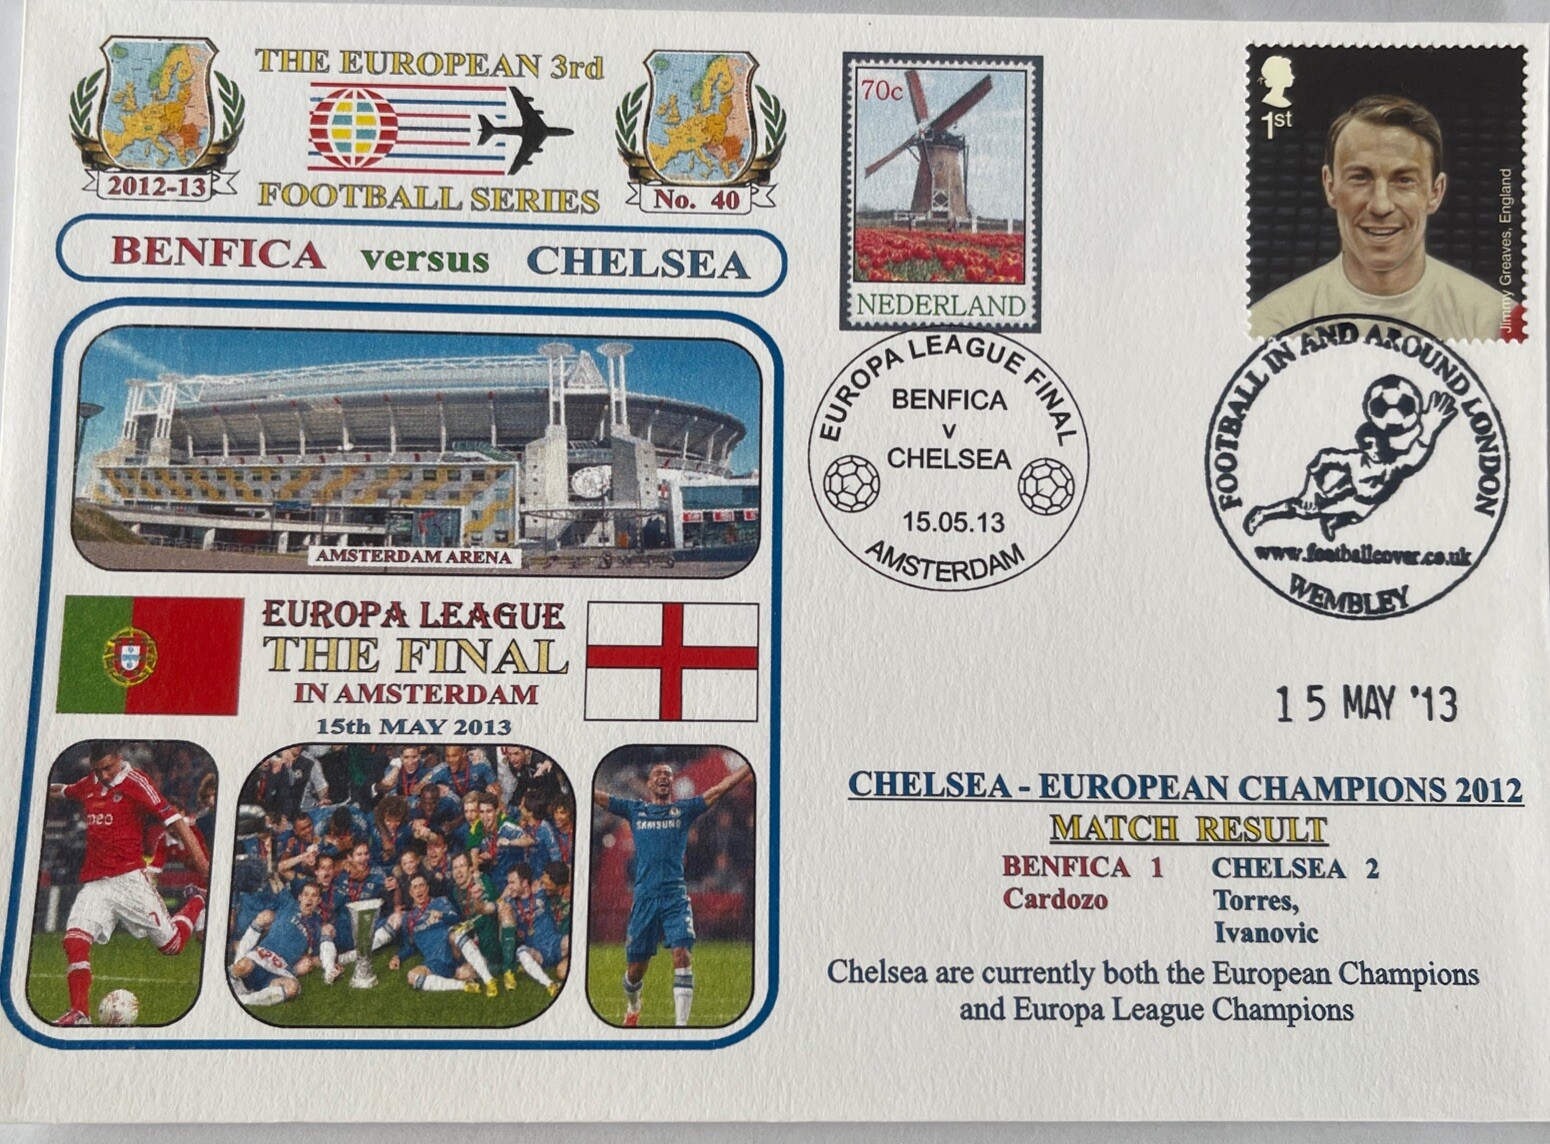 THE EUROPEAN 3rd
FOOTBALL SERIES
2012-13
No. 40
BENFICA versus CHELSEA
AMSTERDAM ARENA
EUROPA LEAGUE
THE FINAL
IN AMSTERDAM
15th MAY 2013
meo
7
SAMSUNG
70c
NEDERLAND
EUROPA LEAGUE FINAL
BENFICA
v
CHELSEA
15.05.13
AMSTERDAM
1st
Jimmy Greaves, England
FOOTBALL IN AND AROUND LONDON
www.footballcover.co.uk
WEMBLEY
15 MAY '13
CHELSEA - EUROPEAN CHAMPIONS 2012
MATCH RESULT
BENFICA 1 CHELSEA 2
Cardozo Torres,
Ivanovic
Chelsea are currently both the European Champions
and Europa League Champions